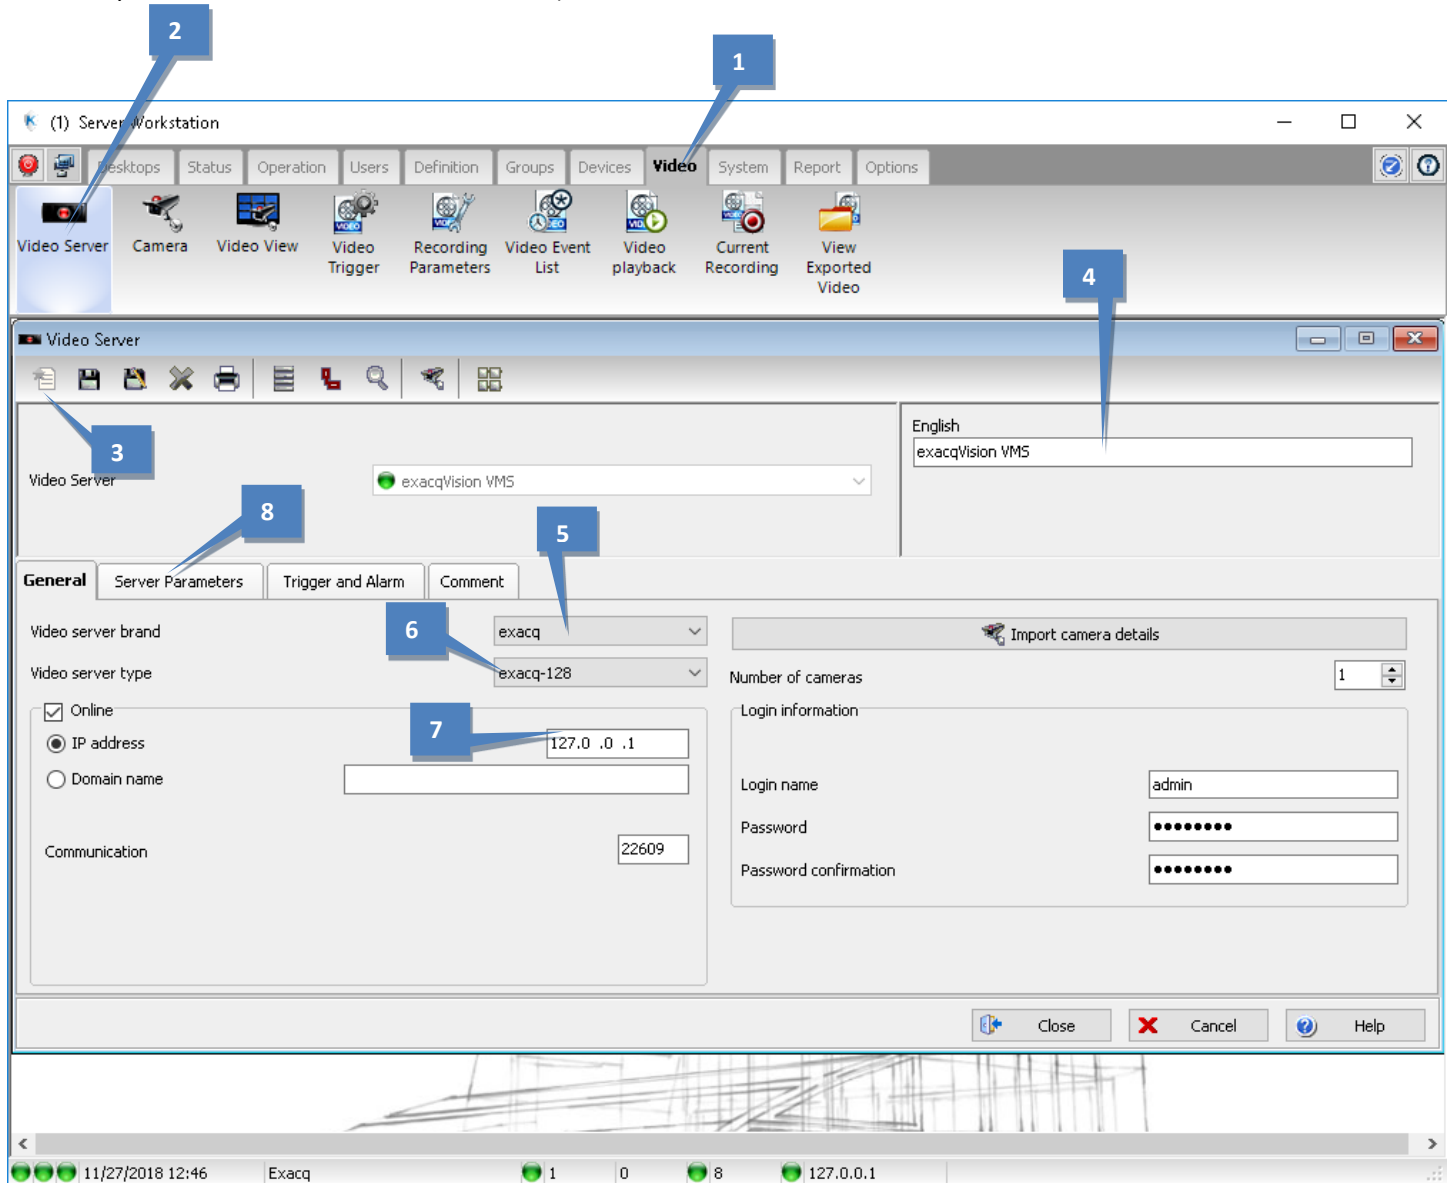 2
1
(1) Server Workstation
Desktops Status Operation Users Definition Groups Devices Video System Report Options
Video Server Camera Video View Video Trigger Recording Parameters Video Event List Video playback Current Recording View Exported Video
4
Video Server
3
English
exacqVision VMS
Video Server exacqVision VMS
8
5
General Server Parameters Trigger and Alarm Comment
Video server brand 6 exacq Import camera details
Video server type exacq-128 Number of cameras 1
Online Login information
IP address 7 127.0 .0 .1
Domain name Login name admin
Password ●●●●●●●●
Communication 22609
Password confirmation ●●●●●●●●
Close Cancel Help
11/27/2018 12:46 Exacq 1 0 8 127.0.0.1